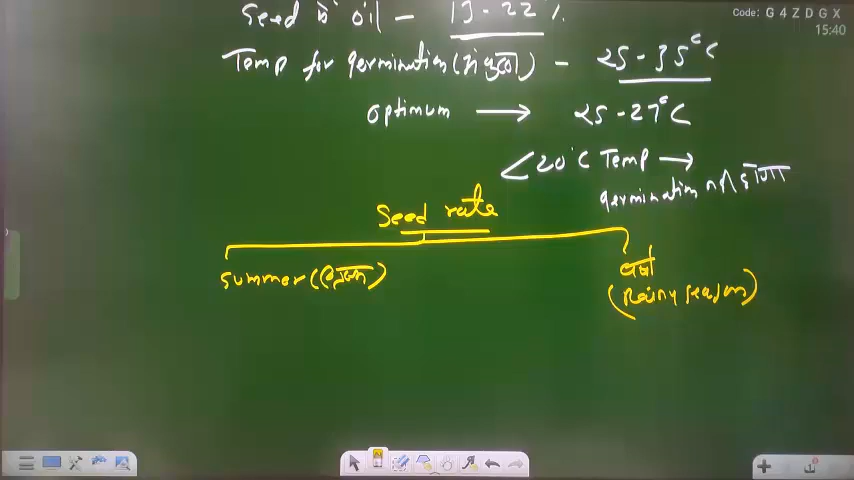 Code: G 4 Z D G X
15:40
Seed में oil - 13-22%
Temp for germination (अंकुरण) - 25-35°C
optimum → 25-27°C
<20°C Temp →
germination नहीं होगा
Seed rate
Summer (
वर्षा
(Rainy season)